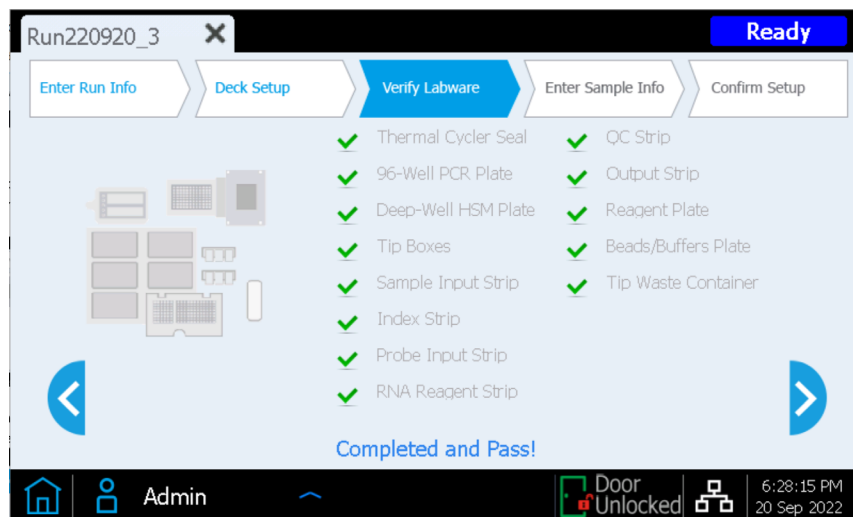 Run220920_3
Ready
Enter Run Info
Deck Setup
Verify Labware
Enter Sample Info
Confirm Setup
Thermal Cycler Seal
96-Well PCR Plate
Deep-Well HSM Plate
Tip Boxes
Sample Input Strip
Index Strip
Probe Input Strip
RNA Reagent Strip
QC Strip
Output Strip
Reagent Plate
Beads/Buffers Plate
Tip Waste Container
Completed and Pass!
Admin
Door
Unlocked
6:28:15 PM
20 Sep 2022